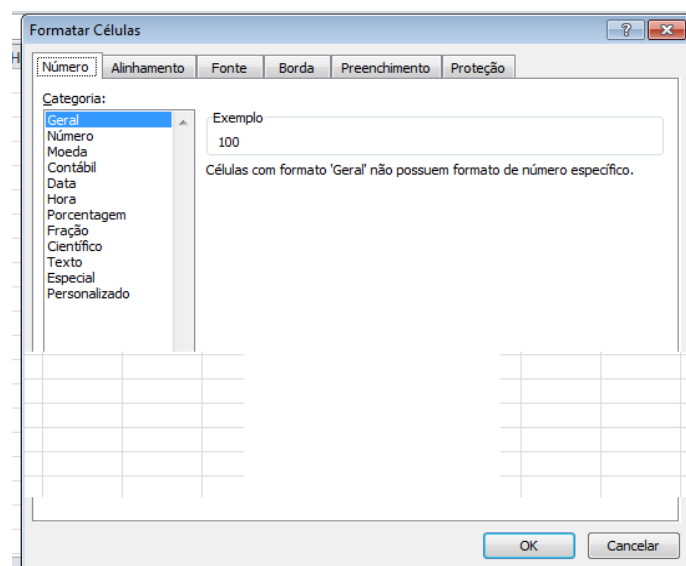 Formatar Células
H
Número Alinhamento Fonte Borda Preenchimento Proteção
Categoria:
Geral
Número
Moeda
Contábil
Data
Hora
Porcentagem
Fração
Científico
Texto
Especial
Personalizado
Exemplo
100
Células com formato 'Geral' não possuem formato de número específico.
OK Cancelar